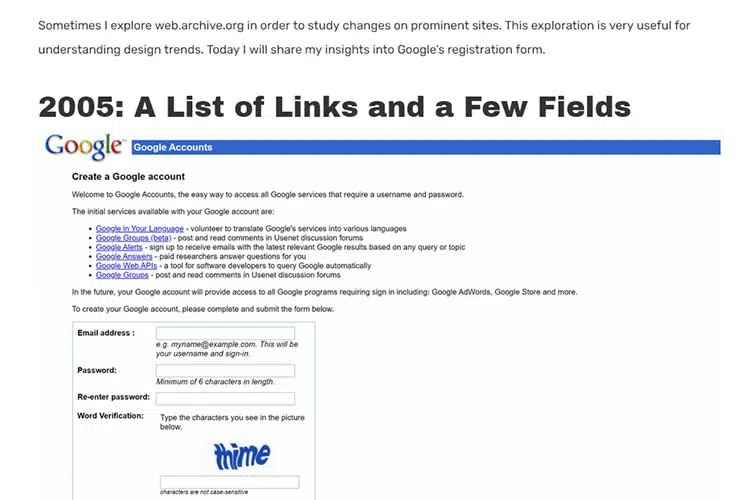 Sometimes I explore web.archive.org in order to study changes on prominent sites. This exploration is very useful for
understanding design trends. Today I will share my insights into Google's registration form.
2005: A List of Links and a Few Fields
Google™ Google Accounts
Create a Google account
Welcome to Google Accounts, the easy way to access all Google services that require a username and password.
The initial services available with your Google account are:
• Google in Your Language - volunteer to translate Google's services into various languages
• Google Groups (beta) - post and read comments in Usenet discussion forums
• Google Alerts - sign up to receive emails with the latest relevant Google results based on any query or topic
• Google Answers - paid researchers answer questions for you
• Google Web APIs - a tool for software developers to query Google automatically
• Google Groups - post and read comments in Usenet discussion forums
In the future, your Google account will provide access to all Google programs requiring sign in including: Google AdWords, Google Store and more.
To create your Google account, please complete and submit the form below.
Email address :
e.g. myname@example.com. This will be
your username and sign-in.
Password:
Minimum of 6 characters in length.
Re-enter password:
Word Verification: Type the characters you see in the picture
below.
thime
characters are not case-sensitive